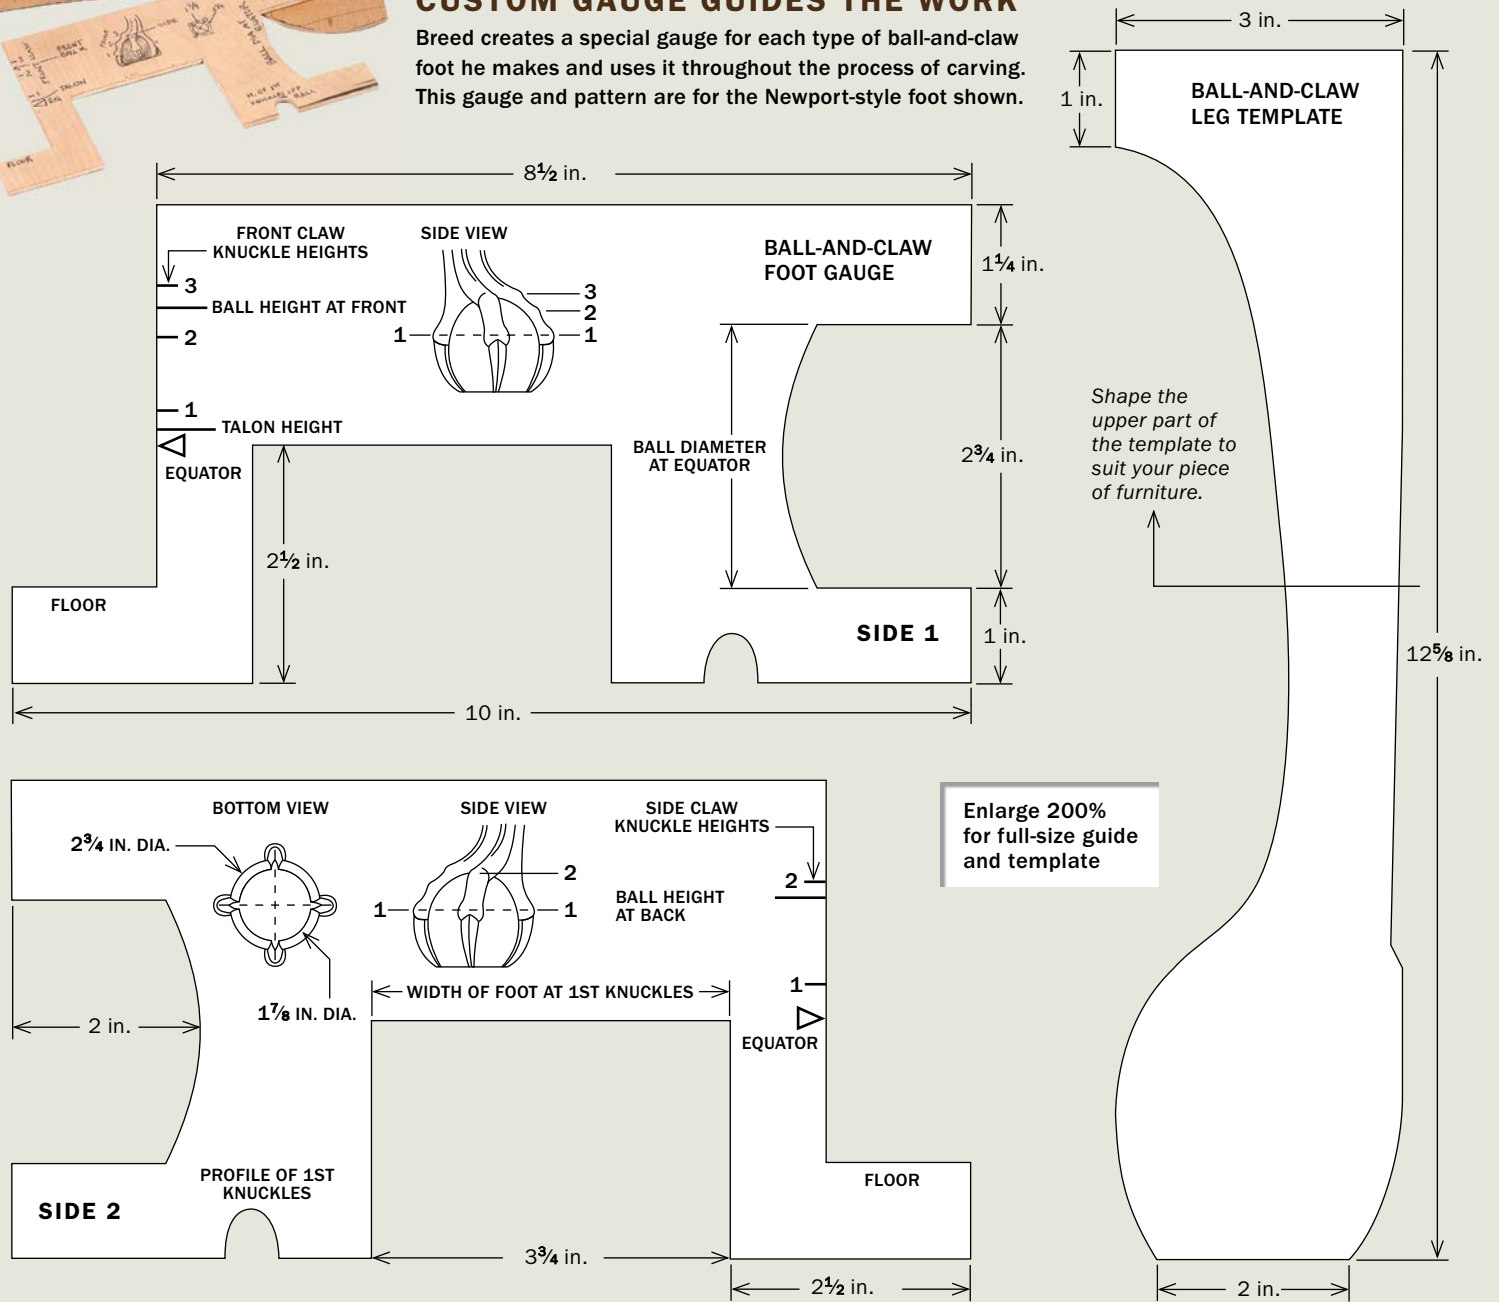 CUSTOM GAUGE GUIDES THE WORK
Breed creates a special gauge for each type of ball-and-claw
foot he makes and uses it throughout the process of carving.
This gauge and pattern are for the Newport-style foot shown.
TALON
FLOOR
8½ in.
FRONT CLAW
KNUCKLE HEIGHTS
3
BALL HEIGHT AT FRONT
2
1
TALON HEIGHT
EQUATOR
SIDE VIEW
3
2
1
1
BALL-AND-CLAW
FOOT GAUGE
1¼ in.
BALL DIAMETER
AT EQUATOR
2¾ in.
2½ in.
FLOOR
SIDE 1
1 in.
10 in.
3 in.
1 in.
BALL-AND-CLAW
LEG TEMPLATE
Shape the
upper part of
the template to
suit your piece
of furniture.
12⅝ in.
2 in.
BOTTOM VIEW
2¾ IN. DIA.
1⅞ IN. DIA.
SIDE VIEW
2
1
1
SIDE CLAW
KNUCKLE HEIGHTS
2
BALL HEIGHT
AT BACK
1
EQUATOR
WIDTH OF FOOT AT 1ST KNUCKLES
2 in.
PROFILE OF 1ST
KNUCKLES
SIDE 2
FLOOR
3¾ in.
2½ in.
Enlarge 200%
for full-size guide
and template